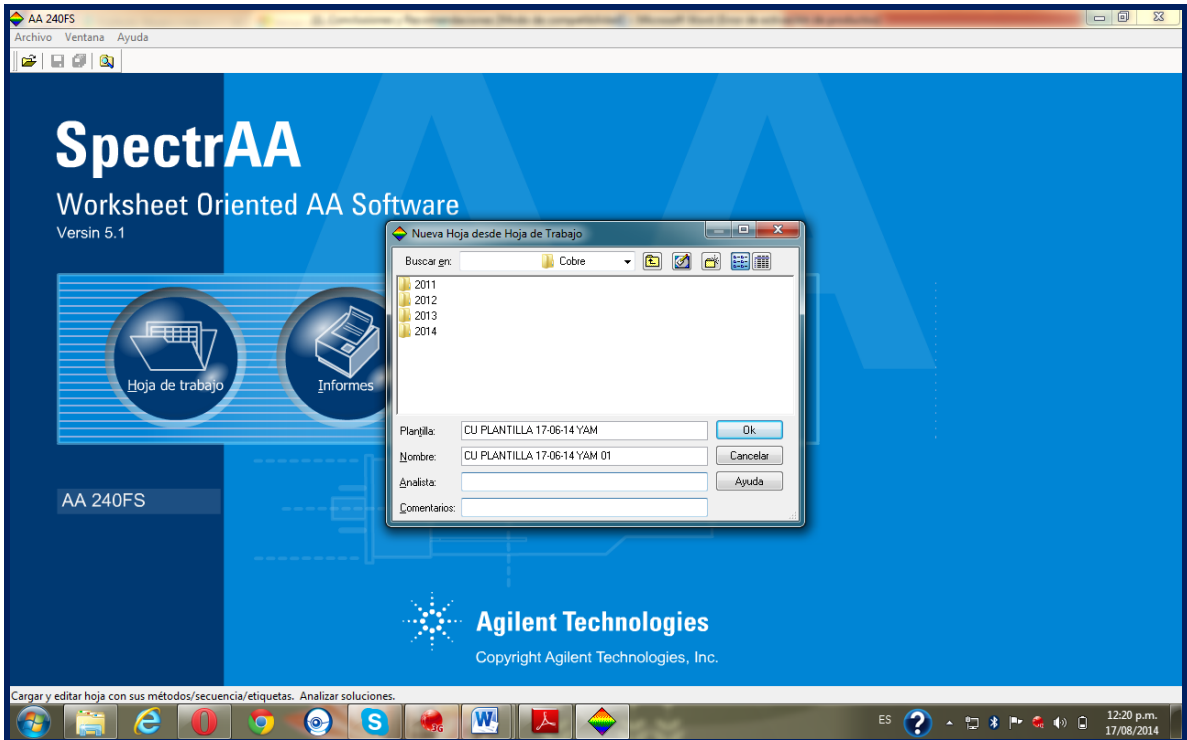 AA 240FS
Archivo Ventana Ayuda
SpectrAA
Worksheet Oriented AA Software
Versin 5.1
Hoja de trabajo
Informes
AA 240FS
Nueva Hoja desde Hoja de Trabajo
Buscar en: Cobre
2011
2012
2013
2014
Plantilla: CU PLANTILLA 17-06-14 YAM Ok
Nombre: CU PLANTILLA 17-06-14 YAM 01 Cancelar
Analista: Ayuda
Comentarios:
Agilent Technologies
Copyright Agilent Technologies, Inc.
Cargar y editar hoja con sus métodos/secuencia/etiquetas. Analizar soluciones.
3G
ES
12:20 p.m.
17/08/2014